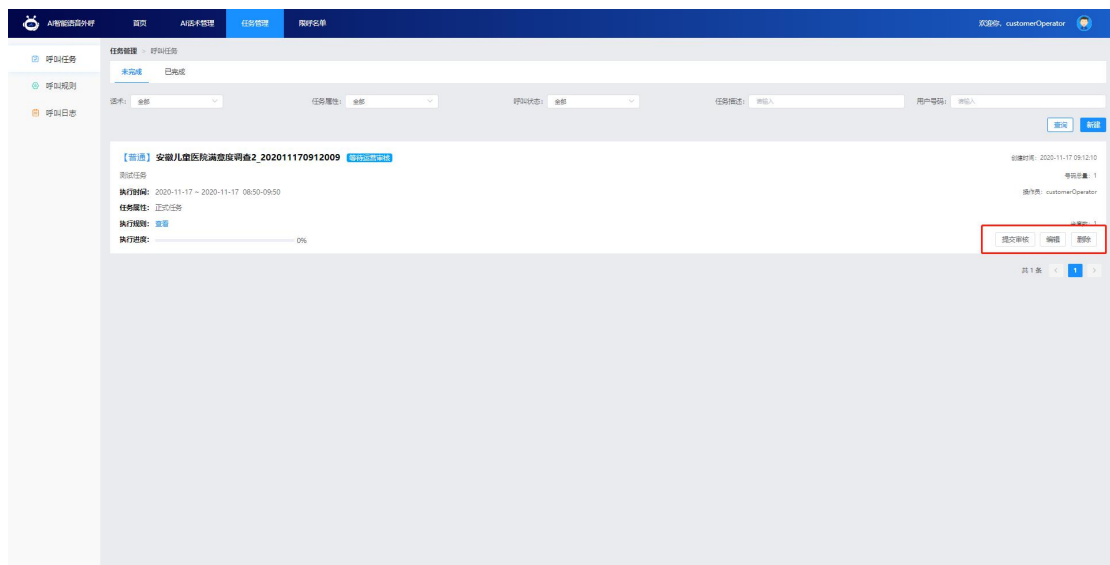 AI智能语音外呼 首页 AI话术管理 任务管理 限呼名单 欢迎你，customerOperator
呼叫任务
呼叫规则
呼叫日志
任务管理 > 呼叫任务
未完成 已完成
话术： 全部 任务属性： 全部 呼叫状态： 全部 任务描述： 请输入 用户号码： 请输入
查询 新建
【普通】安徽儿童医院满意度调查2_202011170912009 等待运营审核 创建时间：2020-11-17 09:12:10
测试任务 号码总量：1
执行时间： 2020-11-17 ~ 2020-11-17 08:50-09:50 操作员：customerOperator
任务属性： 正式任务
执行规则： 查看
执行进度： 0% 提交审核 编辑 删除
共 1 条 < 1 >